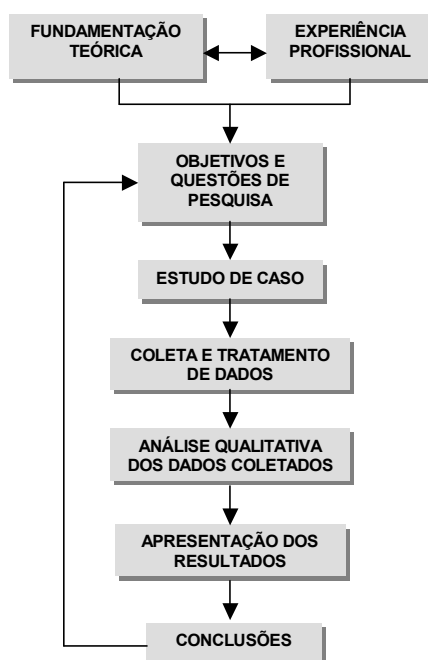 FUNDAMENTAÇÃO
TEÓRICA
EXPERIÊNCIA
PROFISSIONAL
OBJETIVOS E
QUESTÕES DE
PESQUISA
ESTUDO DE CASO
COLETA E TRATAMENTO
DE DADOS
ANÁLISE QUALITATIVA
DOS DADOS COLETADOS
APRESENTAÇÃO DOS
RESULTADOS
CONCLUSÕES